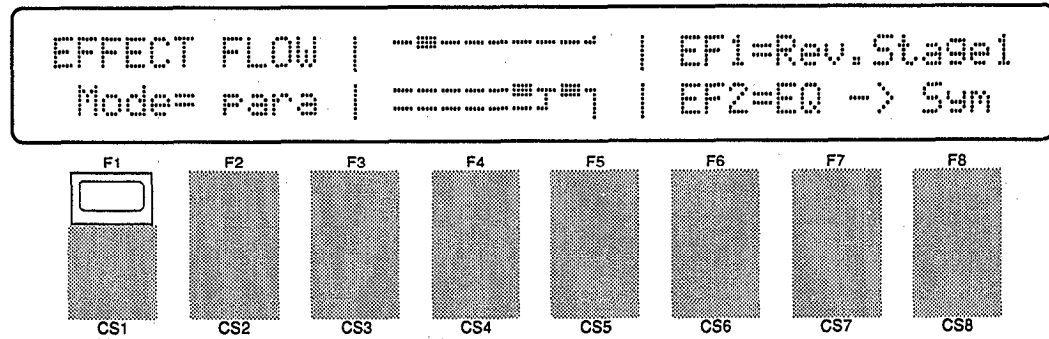 EFFECT FLOW | | EF1=Rev.Stage1
Mode= para | | EF2=EQ -> Sym
F1 F2 F3 F4 F5 F6 F7 F8
CS1 CS2 CS3 CS4 CS5 CS6 CS7 CS8